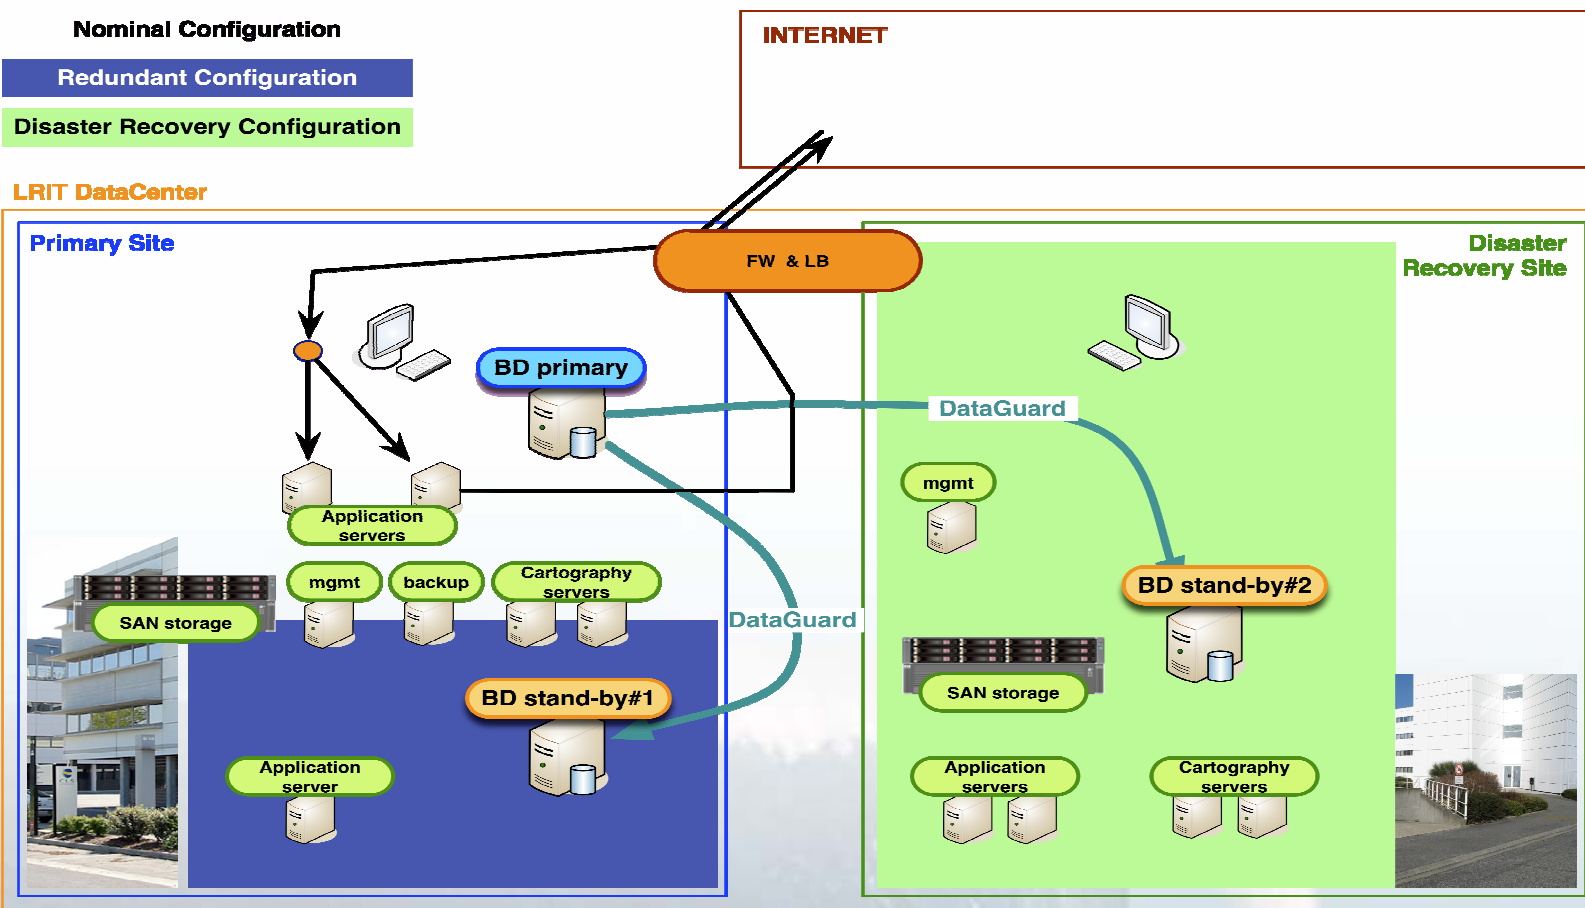 Nominal Configuration
Redundant Configuration
Disaster Recovery Configuration
INTERNET
LRIT DataCenter
Primary Site
FW & LB
Disaster
Recovery Site
BD primary
DataGuard
mgmt
Application
servers
mgmt
backup
Cartography
servers
SAN storage
DataGuard
BD stand-by#2
BD stand-by#1
SAN storage
Application
server
Application
servers
Cartography
servers